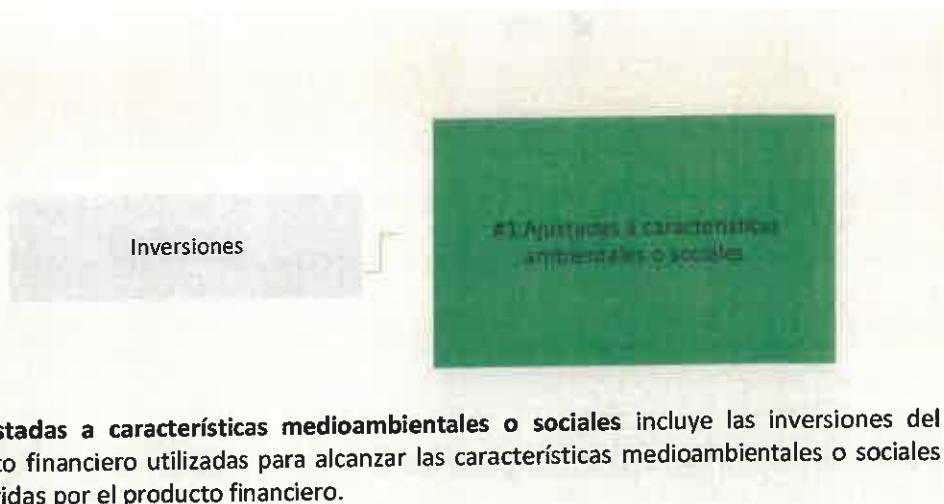 Inversiones
#1 Ajustadas a características
ambientales o sociales
stadas a características medioambientales o sociales incluye las inversiones del
to financiero utilizadas para alcanzar las características medioambientales o sociales
idas por el producto financiero.